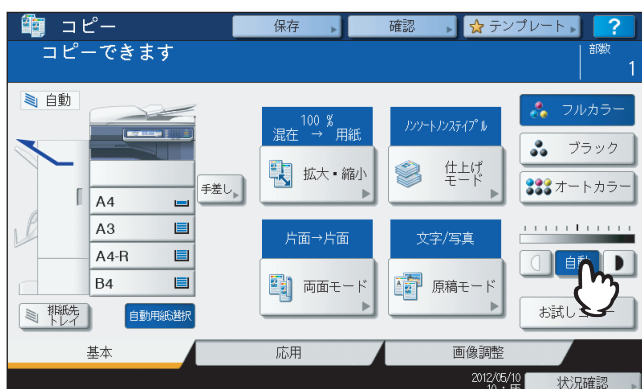 コピー
保存
確認
テンプレート
?
コピーできます
部数
1
自動
100 %
混在 → 用紙
ノンソートノンステイプル
フルカラー
拡大・縮小
仕上げ
モード
ブラック
オートカラー
手差し
A4
A3
A4-R
B4
片面→片面
文字/写真
両面モード
原稿モード
自動
排紙先
トレイ
自動用紙選択
お試し
基本
応用
画像調整
2012/05/10
状況確認